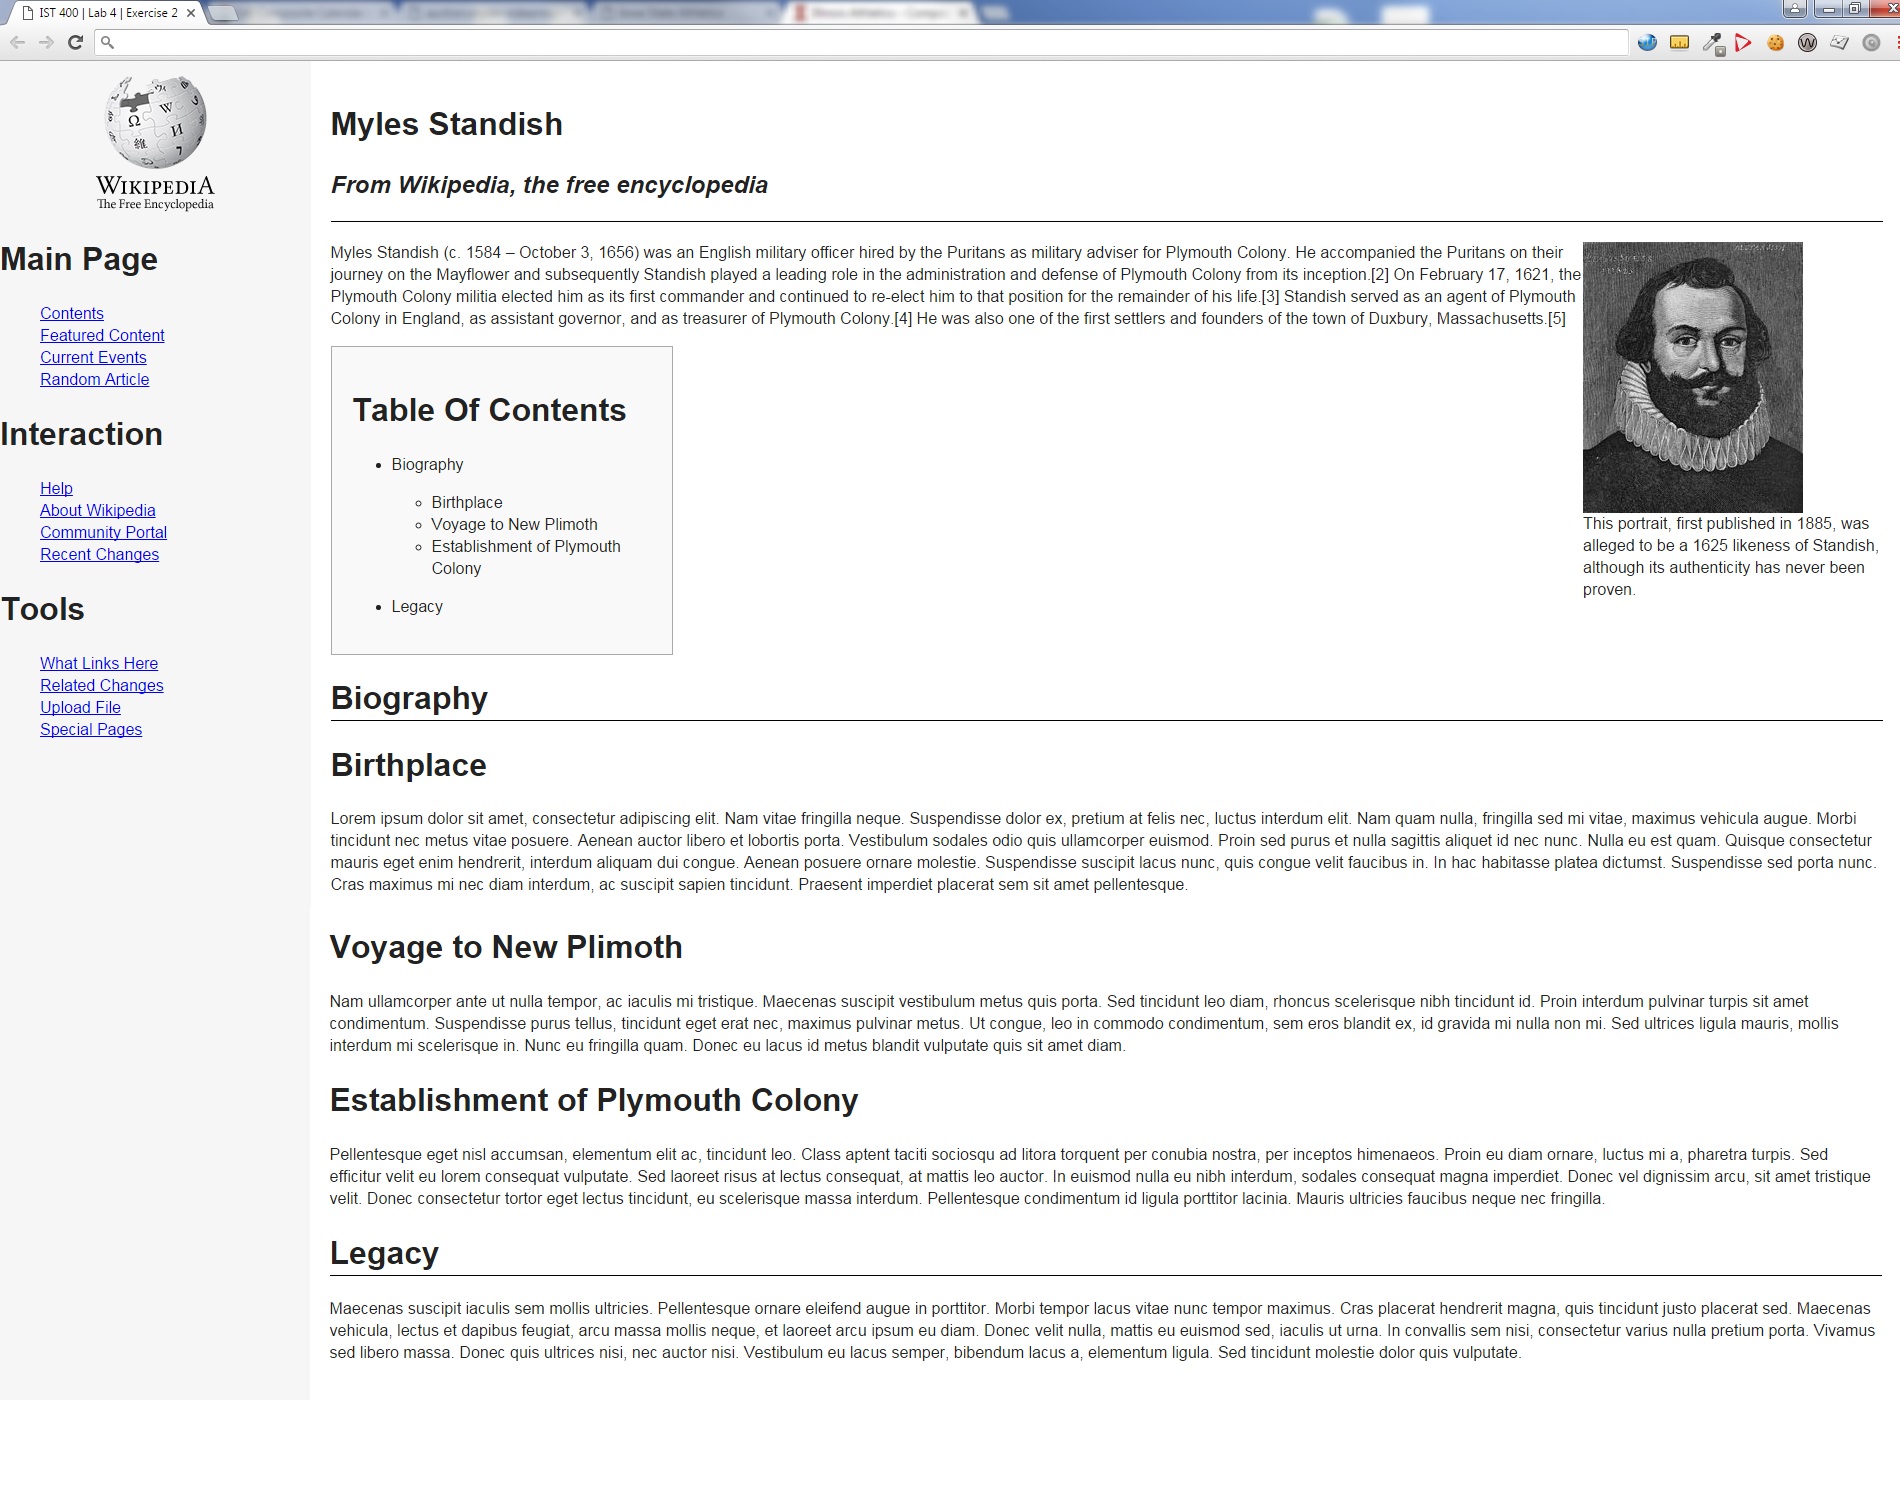 IST 400 | Lab 4 | Exercise 2
WIKIPEDIA
The Free Encyclopedia
Main Page
Contents
Featured Content
Current Events
Random Article
Interaction
Help
About Wikipedia
Community Portal
Recent Changes
Tools
What Links Here
Related Changes
Upload File
Special Pages
Myles Standish
From Wikipedia, the free encyclopedia
Myles Standish (c. 1584 – October 3, 1656) was an English military officer hired by the Puritans as military adviser for Plymouth Colony. He accompanied the Puritans on their
journey on the Mayflower and subsequently Standish played a leading role in the administration and defense of Plymouth Colony from its inception.[2] On February 17, 1621, the
Plymouth Colony militia elected him as its first commander and continued to re-elect him to that position for the remainder of his life.[3] Standish served as an agent of Plymouth
Colony in England, as assistant governor, and as treasurer of Plymouth Colony.[4] He was also one of the first settlers and founders of the town of Duxbury, Massachusetts.[5]
This portrait, first published in 1885, was
alleged to be a 1625 likeness of Standish,
although its authenticity has never been
proven.
Table Of Contents
Biography
Birthplace
Voyage to New Plimoth
Establishment of Plymouth
Colony
Legacy
Biography
Birthplace
Lorem ipsum dolor sit amet, consectetur adipiscing elit. Nam vitae fringilla neque. Suspendisse dolor ex, pretium at felis nec, luctus interdum elit. Nam quam nulla, fringilla sed mi vitae, maximus vehicula augue. Morbi
tincidunt nec metus vitae posuere. Aenean auctor libero et lobortis porta. Vestibulum sodales odio quis ullamcorper euismod. Proin sed purus et nulla sagittis aliquet id nec nunc. Nulla eu est quam. Quisque consectetur
mauris eget enim hendrerit, interdum aliquam dui congue. Aenean posuere ornare molestie. Suspendisse suscipit lacus nunc, quis congue velit faucibus in. In hac habitasse platea dictumst. Suspendisse sed porta nunc.
Cras maximus mi nec diam interdum, ac suscipit sapien tincidunt. Praesent imperdiet placerat sem sit amet pellentesque.
Voyage to New Plimoth
Nam ullamcorper ante ut nulla tempor, ac iaculis mi tristique. Maecenas suscipit vestibulum metus quis porta. Sed tincidunt leo diam, rhoncus scelerisque nibh tincidunt id. Proin interdum pulvinar turpis sit amet
condimentum. Suspendisse purus tellus, tincidunt eget erat nec, maximus pulvinar metus. Ut congue, leo in commodo condimentum, sem eros blandit ex, id gravida mi nulla non mi. Sed ultrices ligula mauris, mollis
interdum mi scelerisque in. Nunc eu fringilla quam. Donec eu lacus id metus blandit vulputate quis sit amet diam.
Establishment of Plymouth Colony
Pellentesque eget nisl accumsan, elementum elit ac, tincidunt leo. Class aptent taciti sociosqu ad litora torquent per conubia nostra, per inceptos himenaeos. Proin eu diam ornare, luctus mi a, pharetra turpis. Sed
efficitur velit eu lorem consequat vulputate. Sed laoreet risus at lectus consequat, at mattis leo auctor. In euismod nulla eu nibh interdum, sodales consequat magna imperdiet. Donec vel dignissim arcu, sit amet tristique
velit. Donec consectetur tortor eget lectus tincidunt, eu scelerisque massa interdum. Pellentesque condimentum id ligula porttitor lacinia. Mauris ultricies faucibus neque nec fringilla.
Legacy
Maecenas suscipit iaculis sem mollis ultricies. Pellentesque ornare eleifend augue in porttitor. Morbi tempor lacus vitae nunc tempor maximus. Cras placerat hendrerit magna, quis tincidunt justo placerat sed. Maecenas
vehicula, lectus et dapibus feugiat, arcu massa mollis neque, et laoreet arcu ipsum eu diam. Donec velit nulla, mattis eu euismod sed, iaculis ut urna. In convallis sem nisi, consectetur varius nulla pretium porta. Vivamus
sed libero massa. Donec quis ultrices nisi, nec auctor nisi. Vestibulum eu lacus semper, bibendum lacus a, elementum ligula. Sed tincidunt molestie dolor quis vulputate.